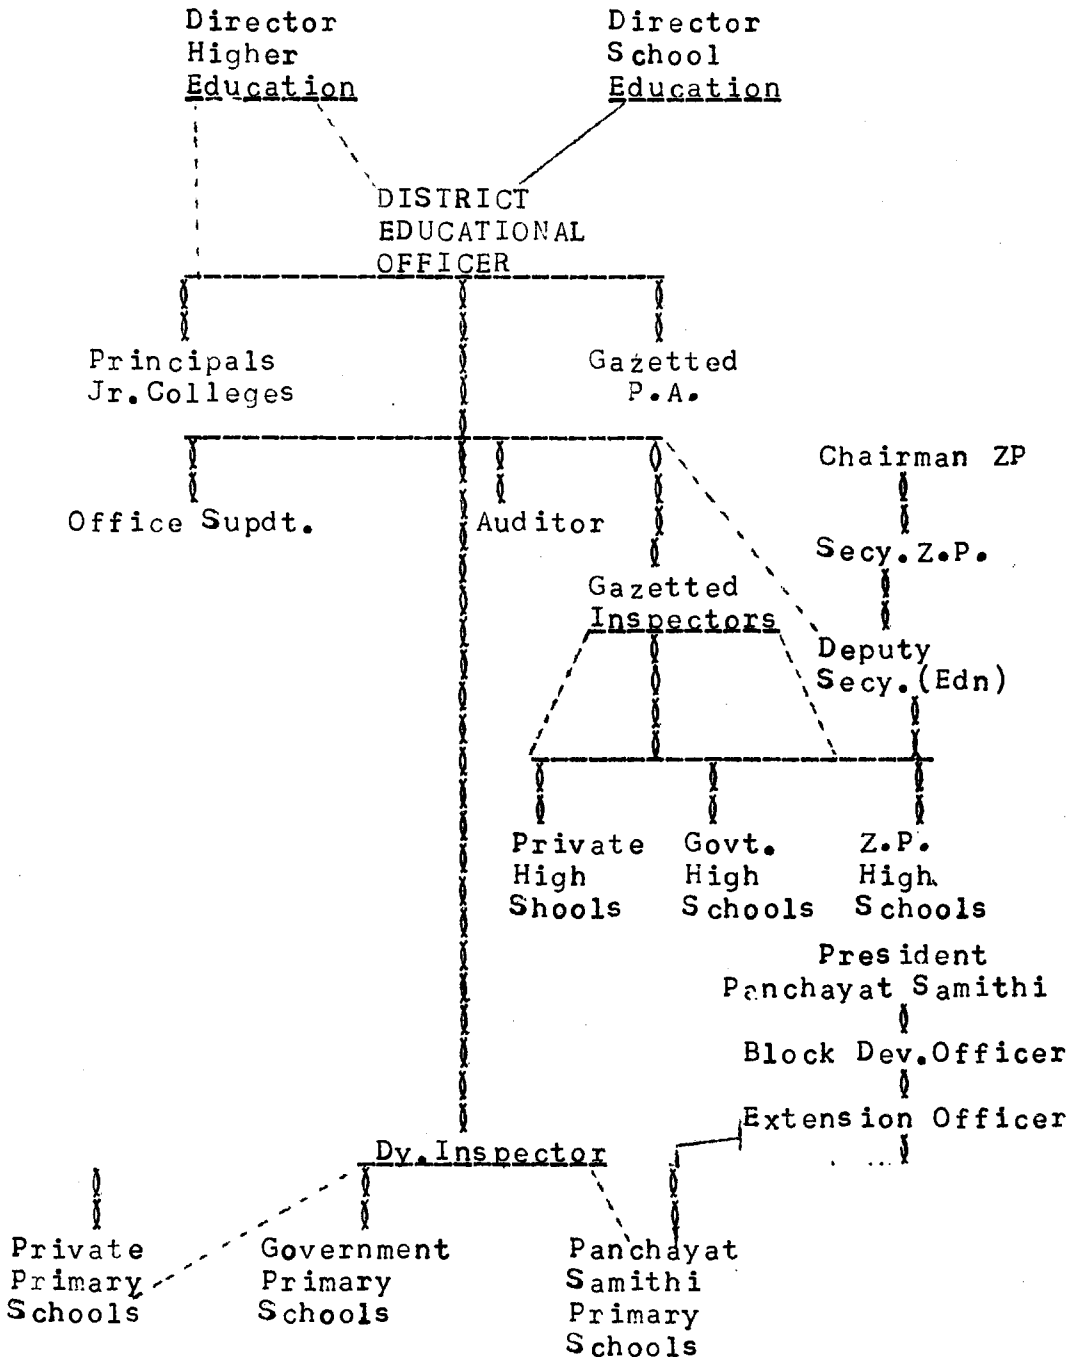 Director
Higher
Education
Director
School
Education
DISTRICT
EDUCATIONAL
OFFICER
Principals
Jr.Colleges
Gazetted
P.A.
Chairman ZP
Office Supdt.
Auditor
Secy.Z.P.
Gazetted
Inspectors
Deputy
Secy.(Edn)
Private
High
Shools
Govt.
High
Schools
Z.P.
High
Schools
President
Panchayat Samithi
Block Dev.Officer
Extension Officer
Dy.Inspector
Private
Primary
Schools
Government
Primary
Schools
Panchayat
Samithi
Primary
Schools